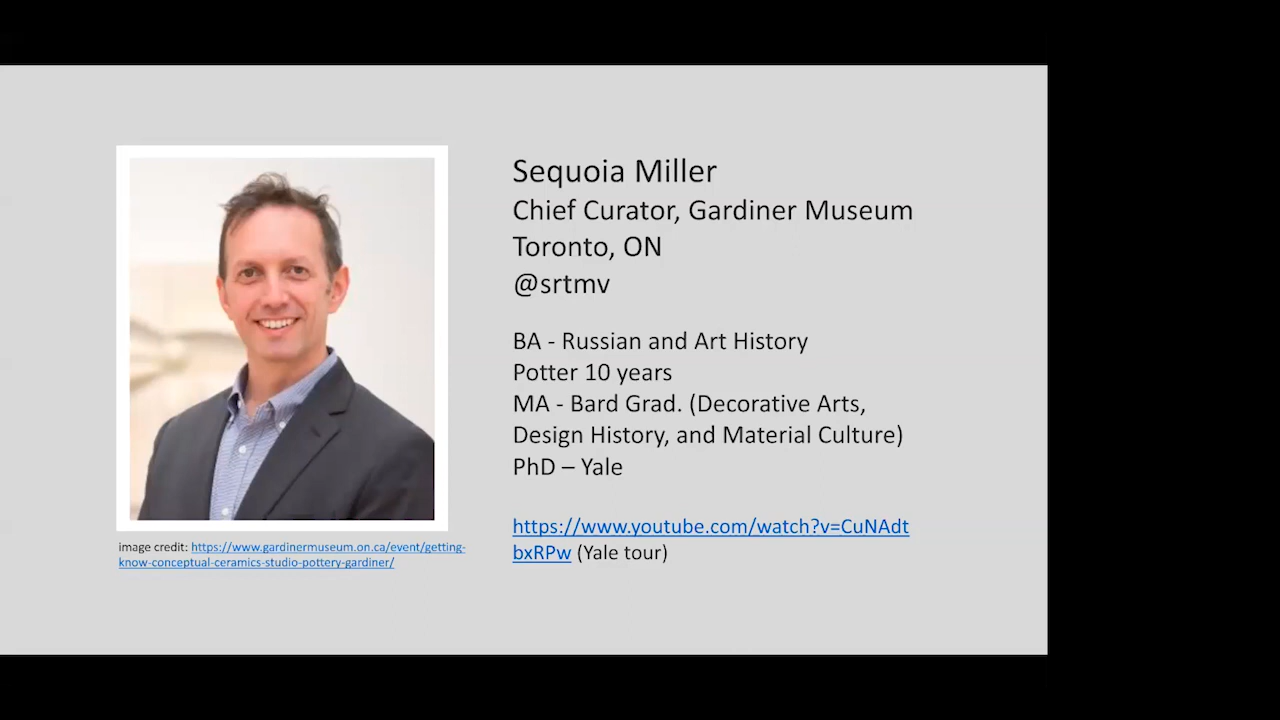 Sequoia Miller
Chief Curator, Gardiner Museum
Toronto, ON
@srtmv
BA - Russian and Art History
Potter 10 years
MA - Bard Grad. (Decorative Arts,
Design History, and Material Culture)
PhD – Yale
https://www.youtube.com/watch?v=CuNAdt
bxRPw (Yale tour)
image credit: https://www.gardinermuseum.on.ca/event/getting-
know-conceptual-ceramics-studio-pottery-gardiner/